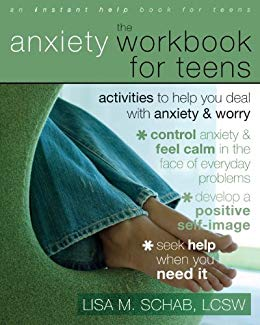 an instant help book for teens
the
anxiety workbook
for teens
activities to help you deal
with anxiety & worry
* control anxiety &
feel calm in the
face of everyday
problems
* develop a
positive
self-image
* seek help
when you
need it
LISA M. SCHAB, LCSW